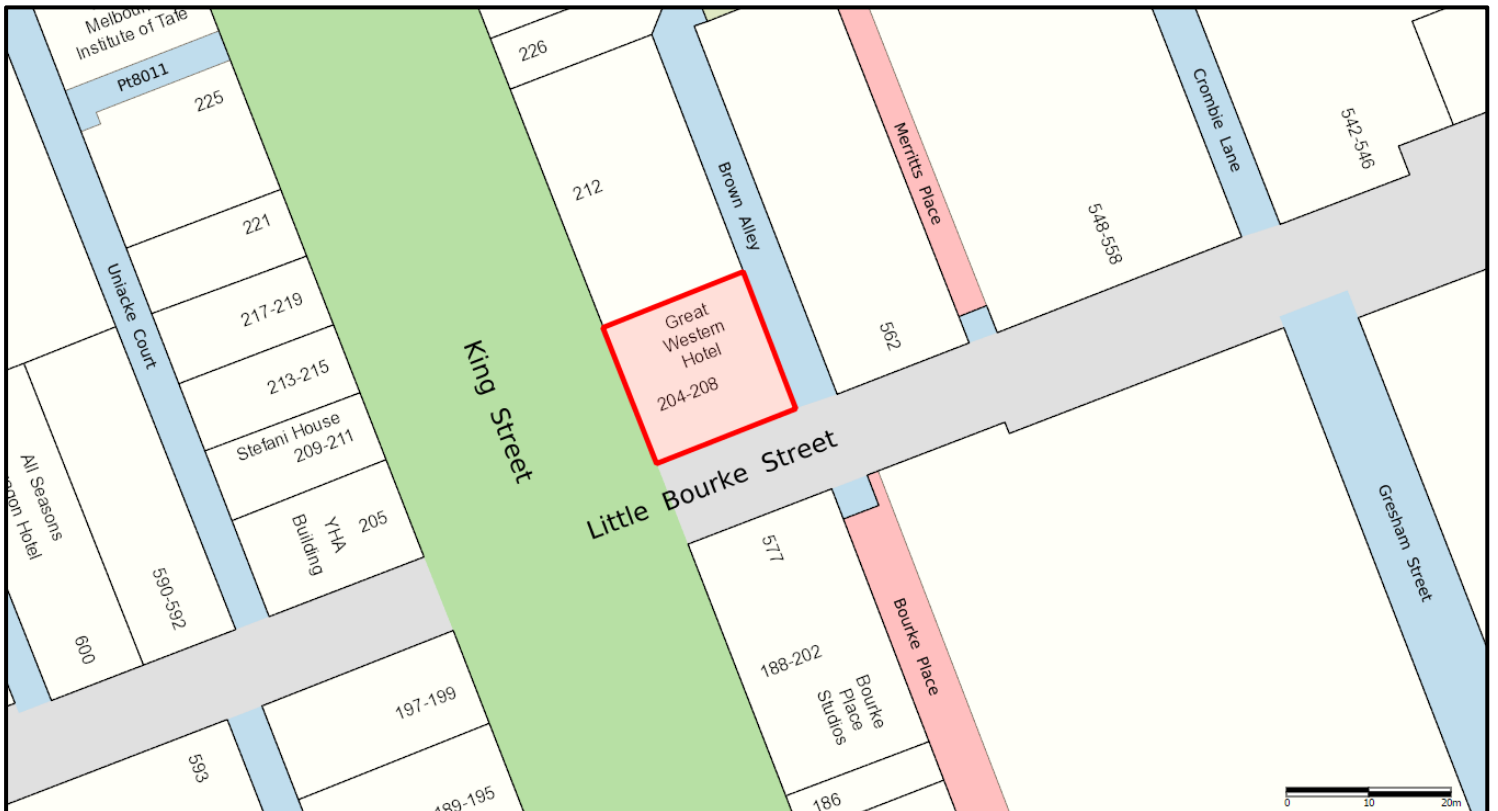 Melbou
Institute of Tafe
Pt8011
225
226
212
221
217-219
213-215
Stefani House
209-211
YHA
Building
205
Uniacke Court
All Seasons
agon Hotel
590-592
600
593
197-199
189-195
King Street
Little Bourke Street
Great
Western
Hotel
204-208
Brown Alley
Merritts Place
562
548-558
Crombie Lane
542-546
577
188-202
Bourke
Place
Studios
186
Bourke Place
Gresham Street
0
10
20m